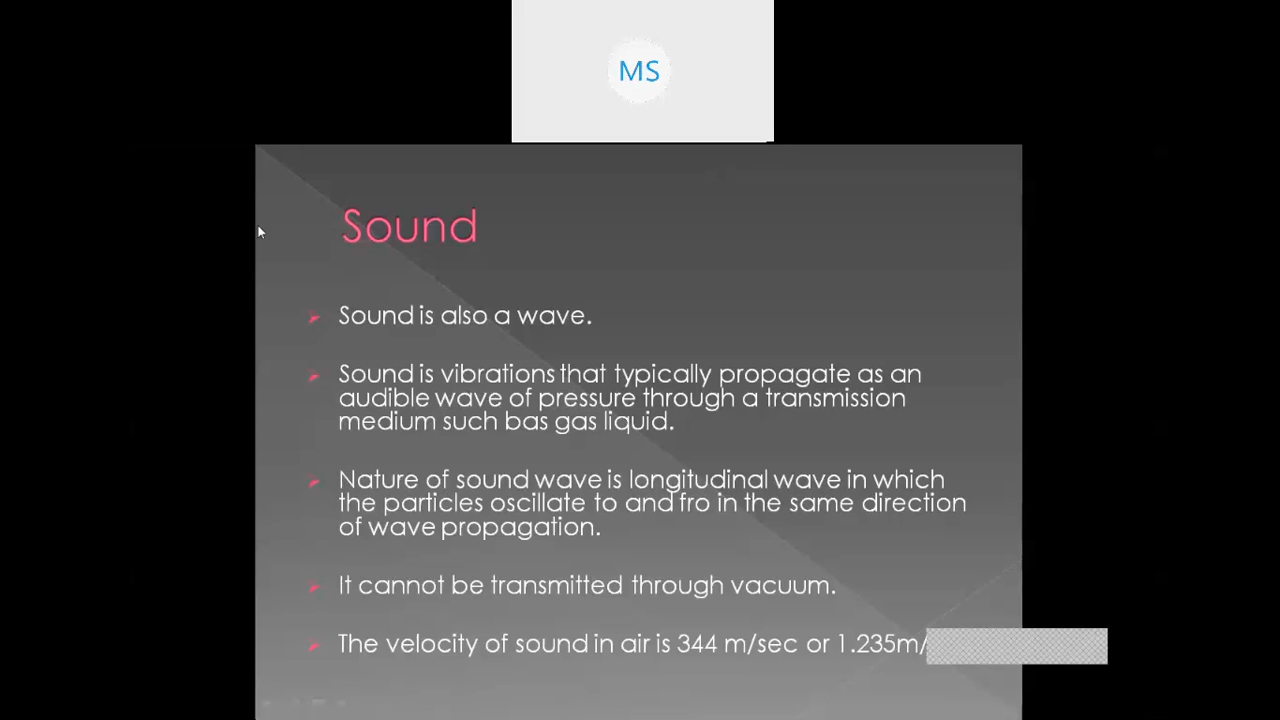 MS
Sound
Sound is also a wave.
Sound is vibrations that typically propagate as an
audible wave of pressure through a transmission
medium such bas gas liquid.
Nature of sound wave is longitudinal wave in which
the particles oscillate to and fro in the same direction
of wave propagation.
It cannot be transmitted through vacuum.
The velocity of sound in air is 344 m/sec or 1.235m/